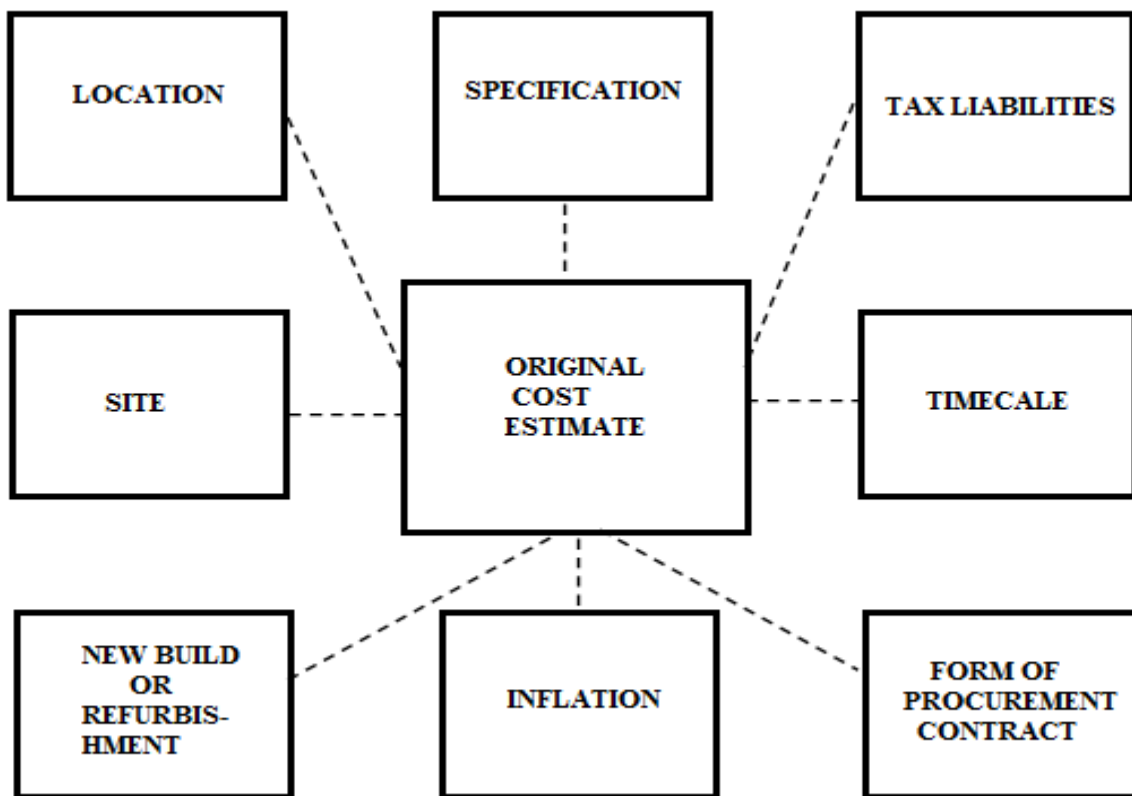 LOCATION
SPECIFICATION
TAX LIABILITIES
SITE
ORIGINAL
COST
ESTIMATE
TIMECALE
NEW BUILD
OR
REFURBIS-
HMENT
INFLATION
FORM OF
PROCUREMENT
CONTRACT